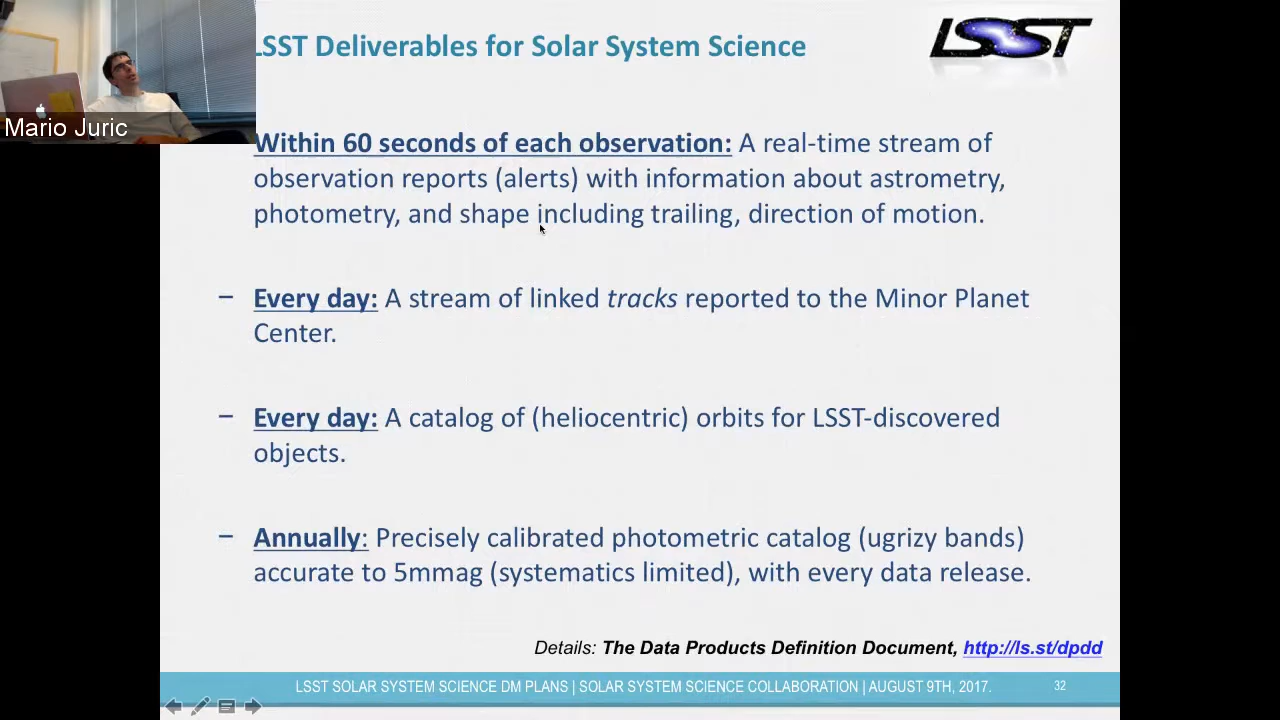 LSST Deliverables for Solar System Science
LSST
Mario Juric
Within 60 seconds of each observation: A real-time stream of
observation reports (alerts) with information about astrometry,
photometry, and shape including trailing, direction of motion.
– Every day: A stream of linked tracks reported to the Minor Planet
Center.
– Every day: A catalog of (heliocentric) orbits for LSST-discovered
objects.
– Annually: Precisely calibrated photometric catalog (ugrizy bands)
accurate to 5mmag (systematics limited), with every data release.
Details: The Data Products Definition Document, http://ls.st/dpdd
LSST SOLAR SYSTEM SCIENCE DM PLANS | SOLAR SYSTEM SCIENCE COLLABORATION | AUGUST 9TH, 2017.
32